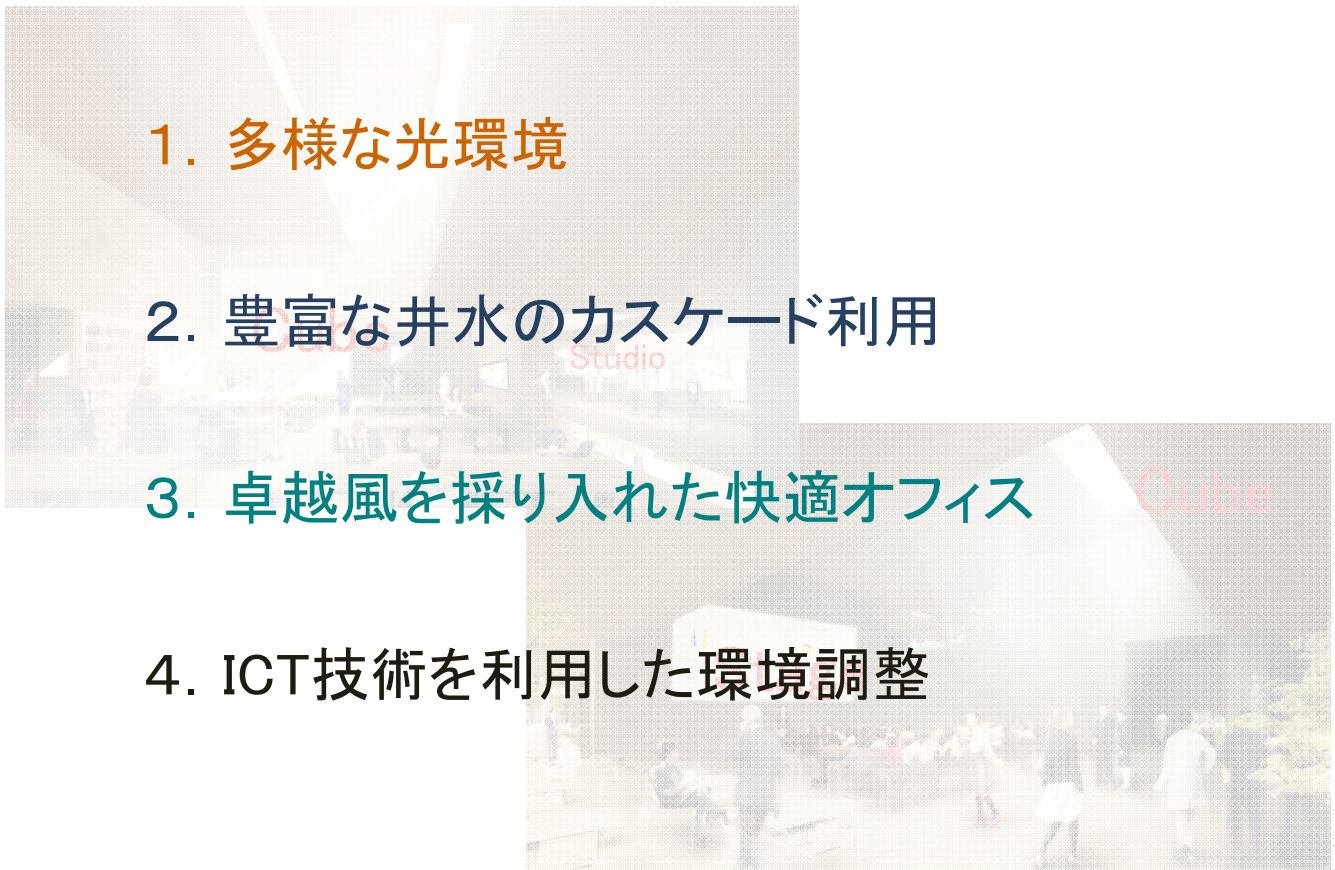 １．多様な光環境
２．豊富な井水のカスケード利用
Cube
Studio
３．卓越風を採り入れた快適オフィス
Cube
４．ICT技術を利用した環境調整